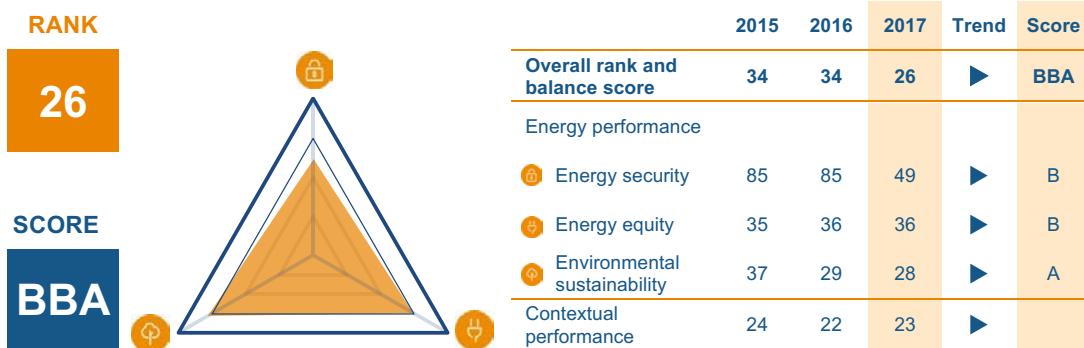 RANK
26
SCORE
BBA
2015 2016 2017 Trend Score
Overall rank and
balance score 34 34 26 BBA
Energy performance
Energy security 85 85 49 B
Energy equity 35 36 36 B
Environmental
sustainability 37 29 28 A
Contextual
performance 24 22 23